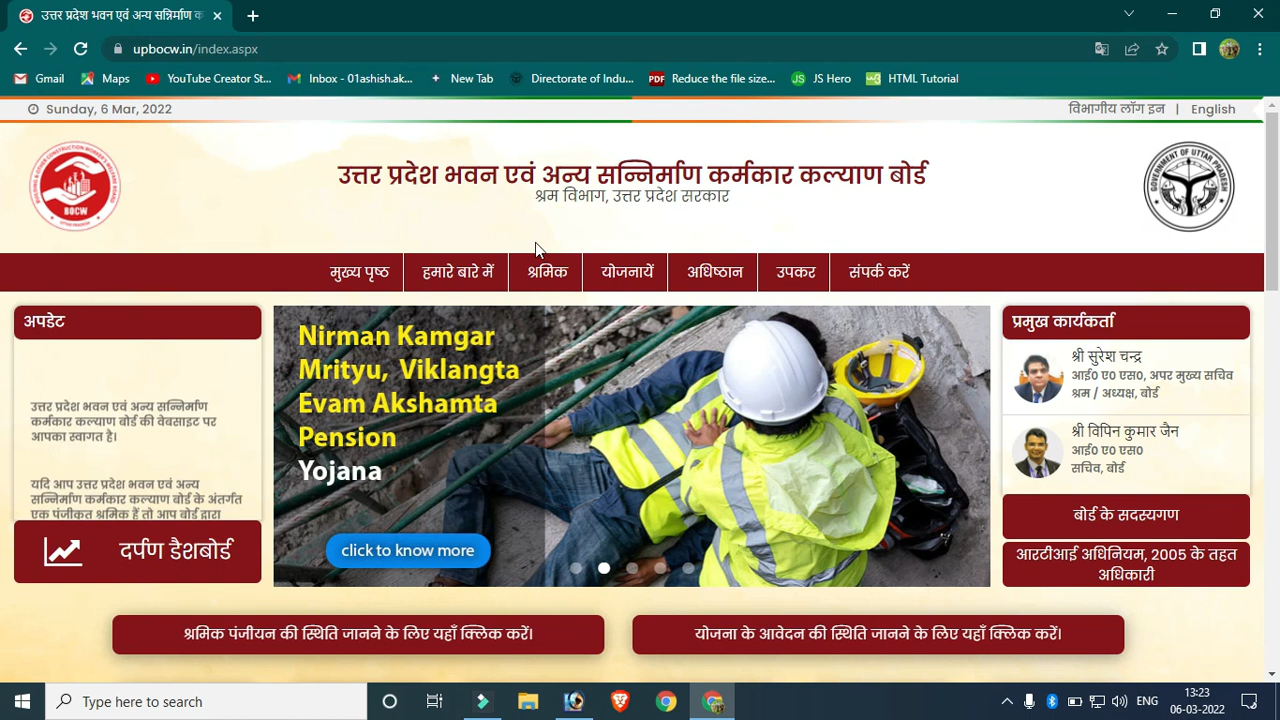 उत्तर प्रदेश भवन एवं अन्य सन्निर्माण क
upbocw.in/index.aspx
Gmail
Maps
YouTube Creator St...
Inbox - 01ashish.ak...
New Tab
Directorate of Indu...
PDF
Reduce the file size...
JS
JS Hero
HTML Tutorial
Sunday, 6 Mar, 2022
विभागीय लॉग इन | English
BOCW
उत्तर प्रदेश भवन एवं अन्य सन्निर्माण कर्मकार कल्याण बोर्ड
श्रम विभाग, उत्तर प्रदेश सरकार
GOVERNMENT OF UTTAR PRADESH
मुख्य पृष्ठ
हमारे बारे में
श्रमिक
योजनायें
अधिष्ठान
उपकर
संपर्क करें
अपडेट
उत्तर प्रदेश भवन एवं अन्य सन्निर्माण
कर्मकार कल्याण बोर्ड की वेबसाइट पर
आपका स्वागत है।
यदि आप उत्तर प्रदेश भवन एवं अन्य
सन्निर्माण कर्मकार कल्याण बोर्ड के अंतर्गत
एक पंजीकृत श्रमिक हैं तो आप बोर्ड द्वारा
दर्पण डैशबोर्ड
Nirman Kamgar
Mrityu, Viklangta
Evam Akshamta
Pension
Yojana
click to know more
प्रमुख कार्यकर्ता
श्री सुरेश चन्द्र
आई० ए० एस०, अपर मुख्य सचिव
श्रम / अध्यक्ष, बोर्ड
श्री विपिन कुमार जैन
आई० ए० एस०
सचिव, बोर्ड
बोर्ड के सदस्यगण
आरटीआई अधिनियम, 2005 के तहत
अधिकारी
श्रमिक पंजीयन की स्थिति जानने के लिए यहाँ क्लिक करें।
योजना के आवेदन की स्थिति जानने के लिए यहाँ क्लिक करें।
Type here to search
ENG
13:23
06-03-2022